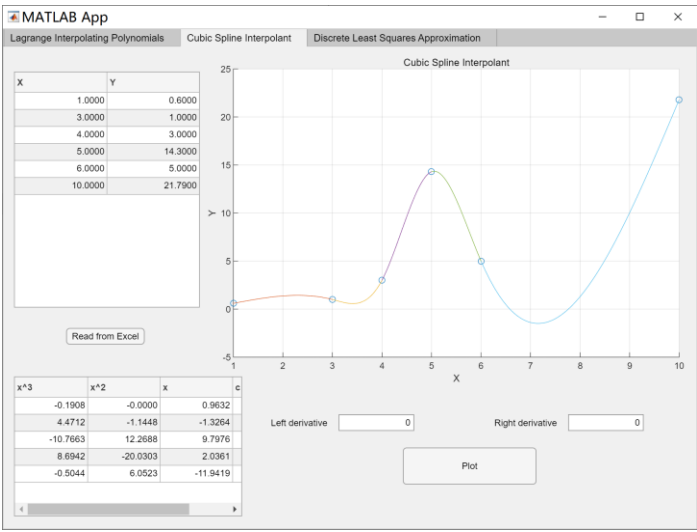 MATLAB App
Lagrange Interpolating Polynomials Cubic Spline Interpolant Discrete Least Squares Approximation
X Y
1.0000 0.6000
3.0000 1.0000
4.0000 3.0000
5.0000 14.3000
6.0000 5.0000
10.0000 21.7900
Read from Excel
Cubic Spline Interpolant
25
20
15
10
5
0
-5
Y
1 2 3 4 5 6 7 8 9 10
X
x^3 x^2 x c
-0.1908 -0.0000 0.9632
4.4712 -1.1448 -1.3264
-10.7663 12.2688 9.7976
8.6942 -20.0303 2.0361
-0.5044 6.0523 -11.9419
Left derivative 0 Right derivative 0
Plot